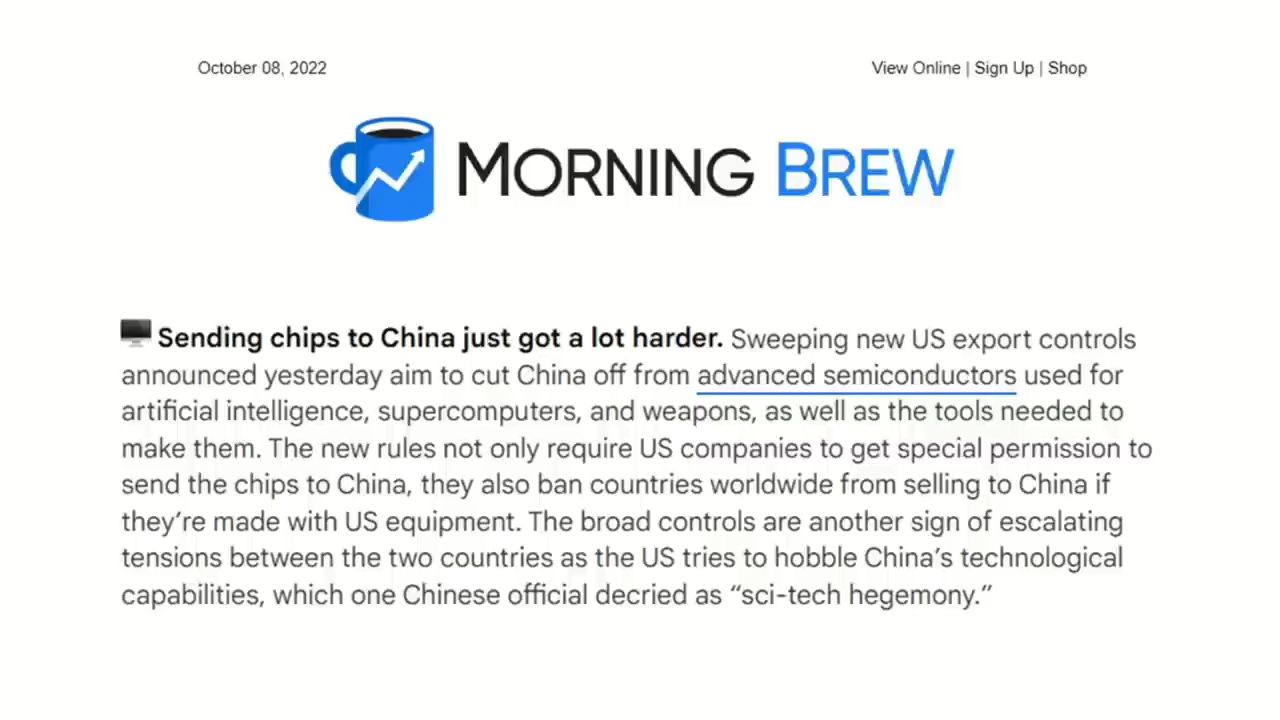 October 08, 2022
View Online | Sign Up | Shop
MORNING BREW
Sending chips to China just got a lot harder. Sweeping new US export controls
announced yesterday aim to cut China off from advanced semiconductors used for
artificial intelligence, supercomputers, and weapons, as well as the tools needed to
make them. The new rules not only require US companies to get special permission to
send the chips to China, they also ban countries worldwide from selling to China if
they’re made with US equipment. The broad controls are another sign of escalating
tensions between the two countries as the US tries to hobble China’s technological
capabilities, which one Chinese official decried as “sci-tech hegemony.”